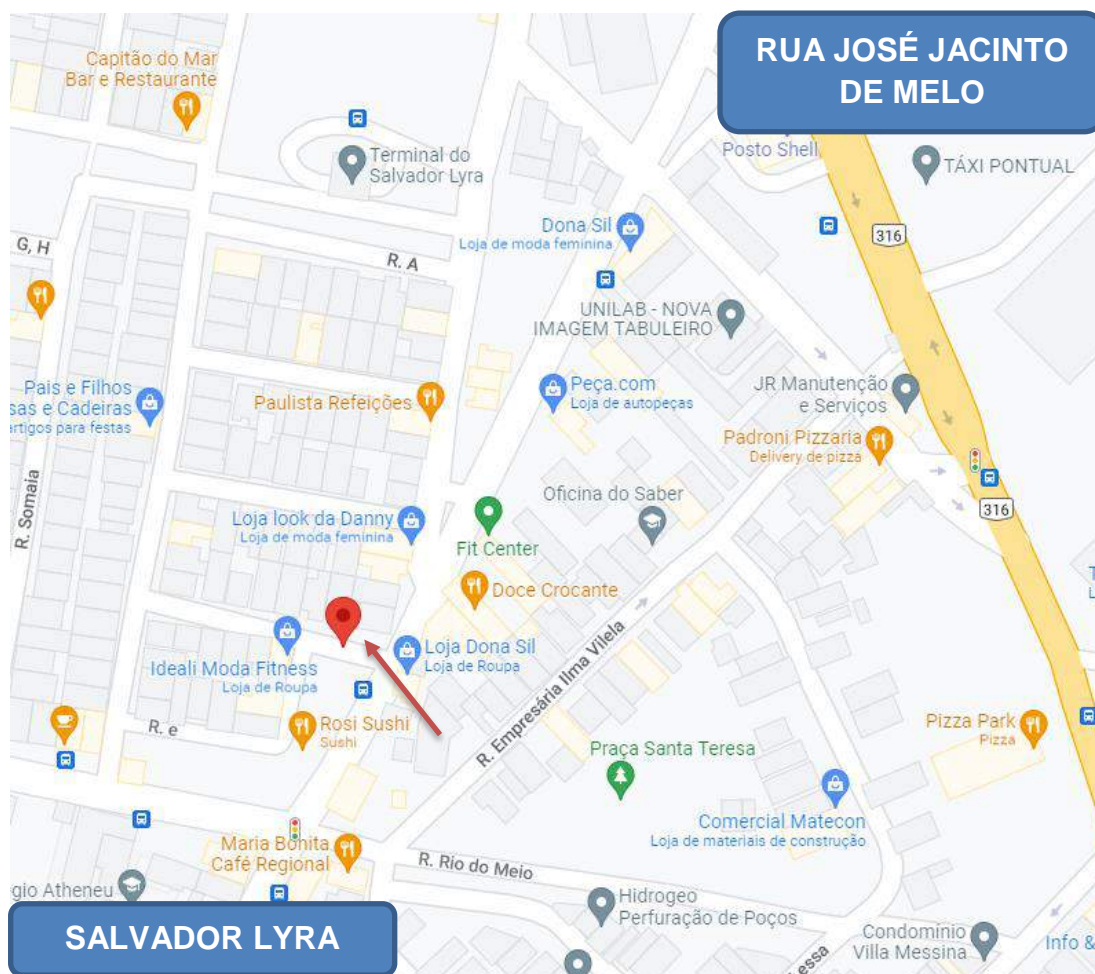 RUA JOSÉ JACINTO
DE MELO
Capitão do Mar
Bar e Restaurante
Terminal do
Salvador Lyra
Posto Shell
TÁXI PONTUAL
G, H
R. A
Dona Sil
Loja de moda feminina
316
UNILAB - NOVA
IMAGEM TABULEIRO
Pais e Filhos
sas e Cadeiras
artigos para festas
Paulista Refeições
Peça.com
Loja de autopeças
JR Manutenção
e Serviços
Padroni Pizzaria
Delivery de pizza
R. Somaia
Loja look da Danny
Loja de moda feminina
Oficina do Saber
316
Fit Center
Doce Crocante
Ideali Moda Fitness
Loja de Roupa
Loja Dona Sil
Loja de Roupa
R. Empresária Ilma Vilela
R. e
Rosi Sushi
Sushi
Pizza Park
Pizza
Praça Santa Teresa
Comercial Matecon
Loja de materiais de construção
Maria Bonita
Café Regional
R. Rio do Meio
gio Atheneu
Hidrogeo
Perfuração de Poços
Condomínio
Villa Messina
Info &
essa
SALVADOR LYRA